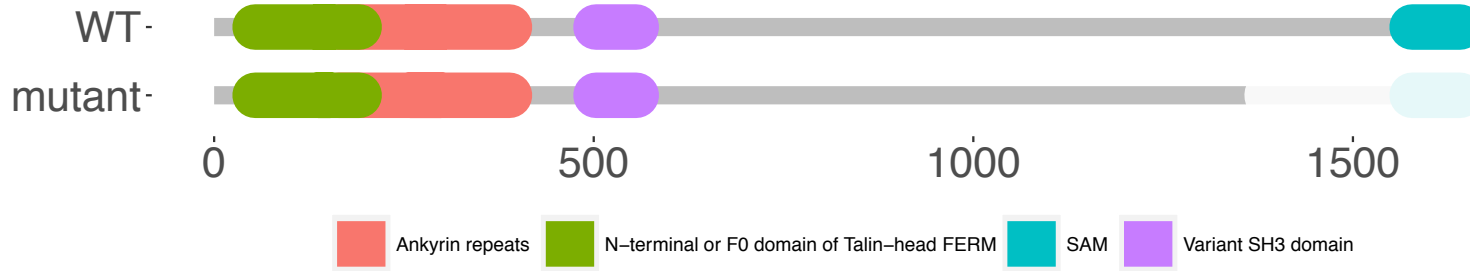 WT
mutant
0 500 1000 1500
Ankyrin repeats N−terminal or F0 domain of Talin−head FERM SAM Variant SH3 domain